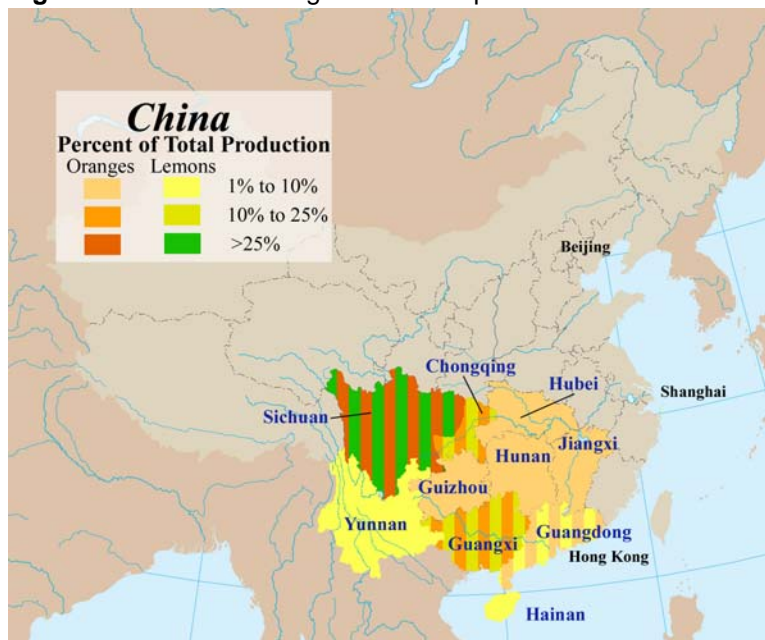 China
Percent of Total Production
Oranges Lemons
1% to 10%
10% to 25%
>25%
Beijing
Chongqing
Hubei
Shanghai
Sichuan
Jiangxi
Hunan
Guizhou
Yunnan
Guangdong
Guangxi
Hong Kong
Hainan